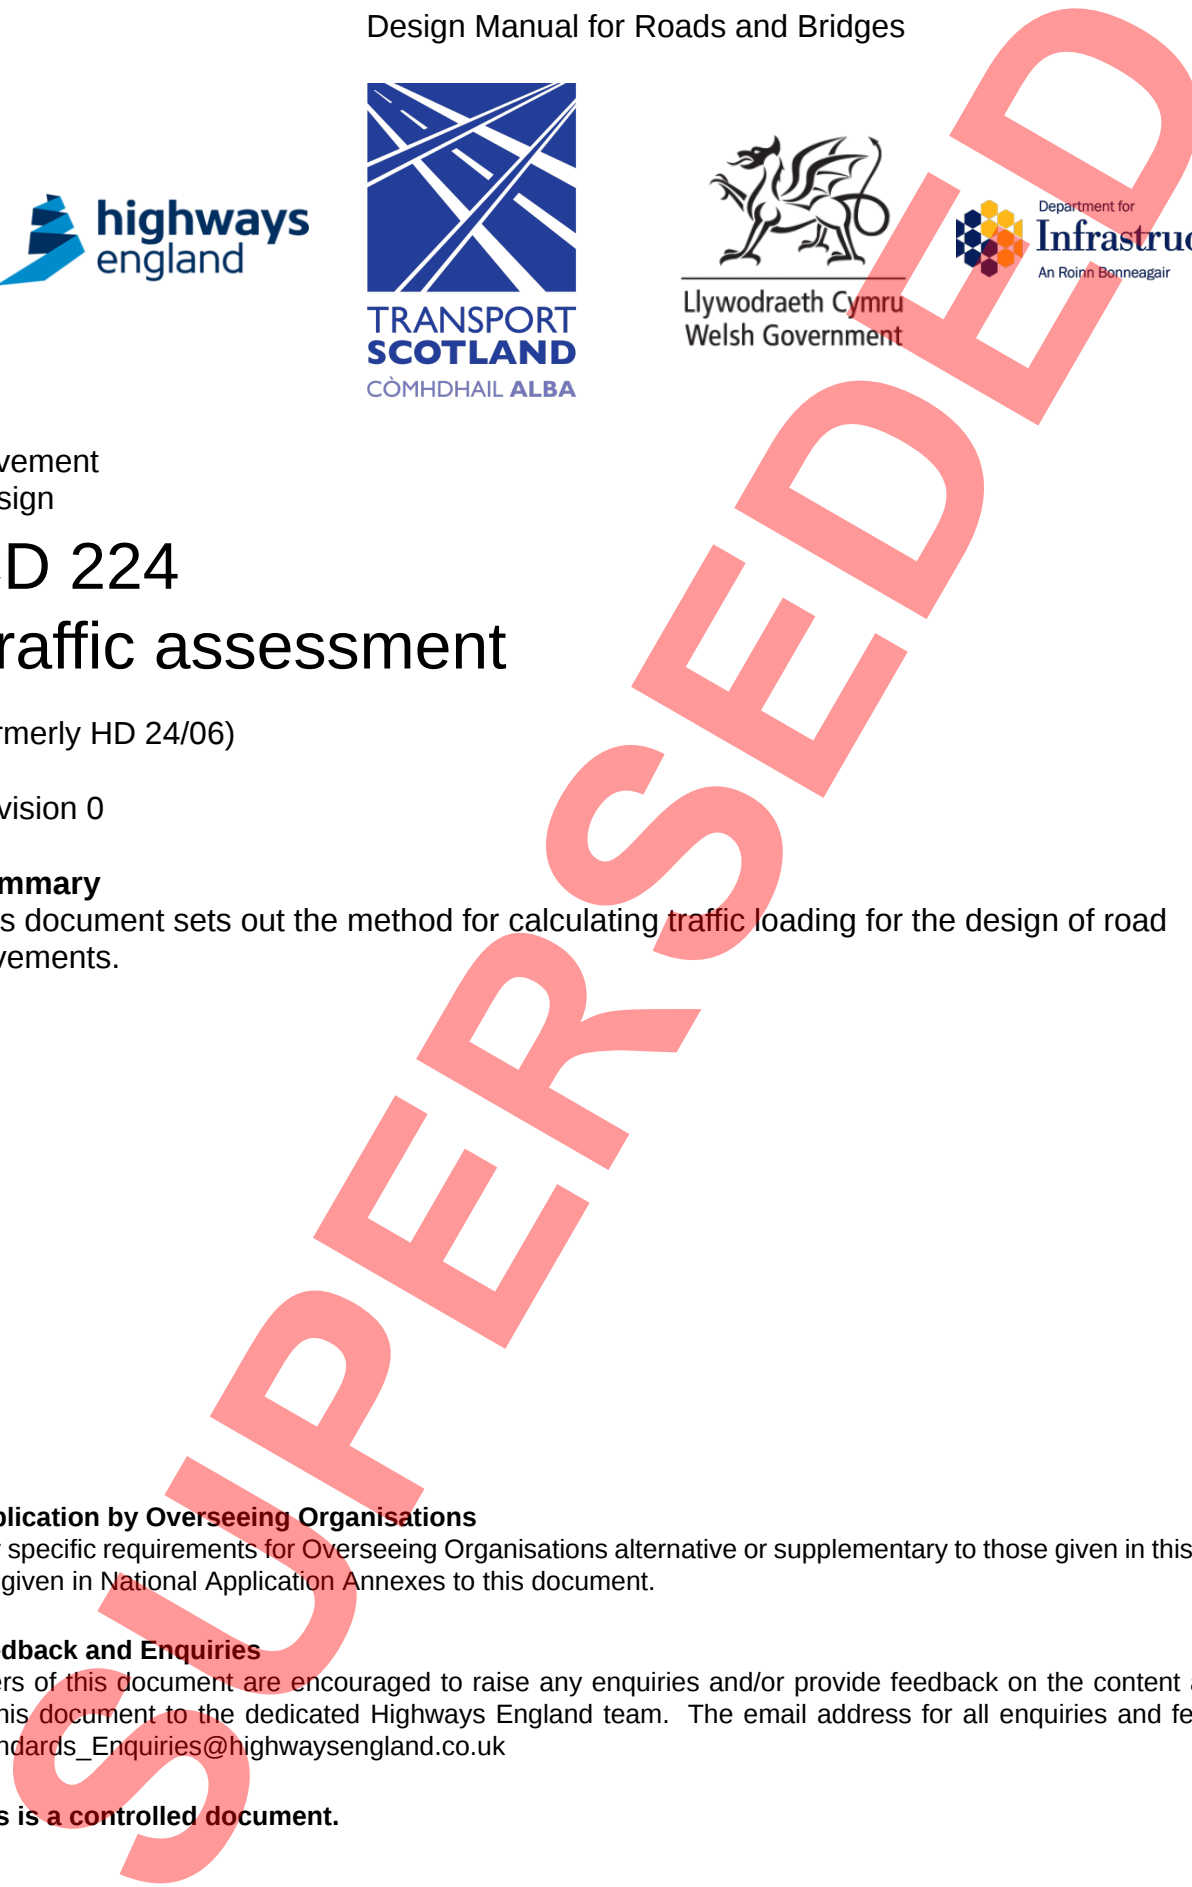 Design Manual for Roads and Bridges
highways
england
TRANSPORT
SCOTLAND
CÒMHDHAIL ALBA
Llywodraeth Cymru
Welsh Government
Department for
Infrastruc
An Roinn Bonneagair
vement
sign
D 224
raffic assessment
rmerly HD 24/06)
vision 0
mmary
s document sets out the method for calculating traffic loading for the design of road
vements.
plication by Overseeing Organisations
specific requirements for Overseeing Organisations alternative or supplementary to those given in this
given in National Application Annexes to this document.
edback and Enquiries
ers of this document are encouraged to raise any enquiries and/or provide feedback on the content a
his document to the dedicated Highways England team. The email address for all enquiries and fe
ndards_Enquiries@highwaysengland.co.uk
s is a controlled document.
SUPERSEDED